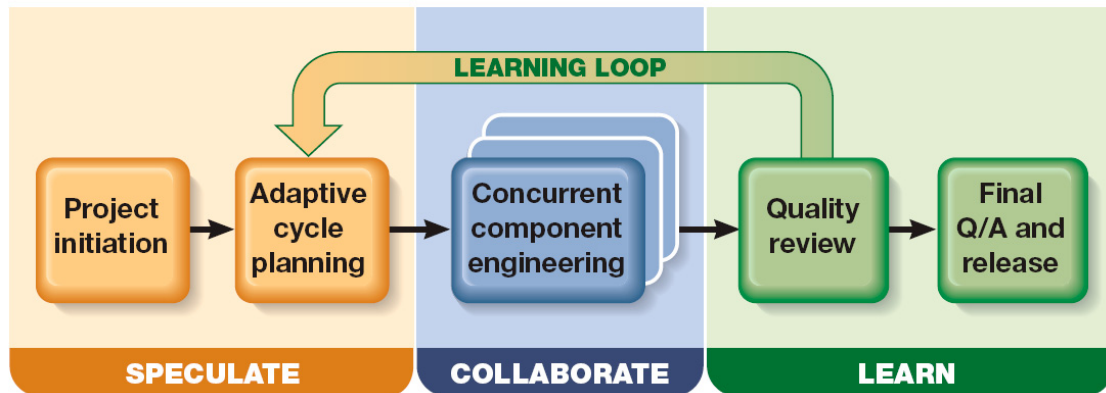 LEARNING LOOP
Project
initiation
Adaptive
cycle
planning
Concurrent
component
engineering
Quality
review
Final
Q/A and
release
SPECULATE
COLLABORATE
LEARN